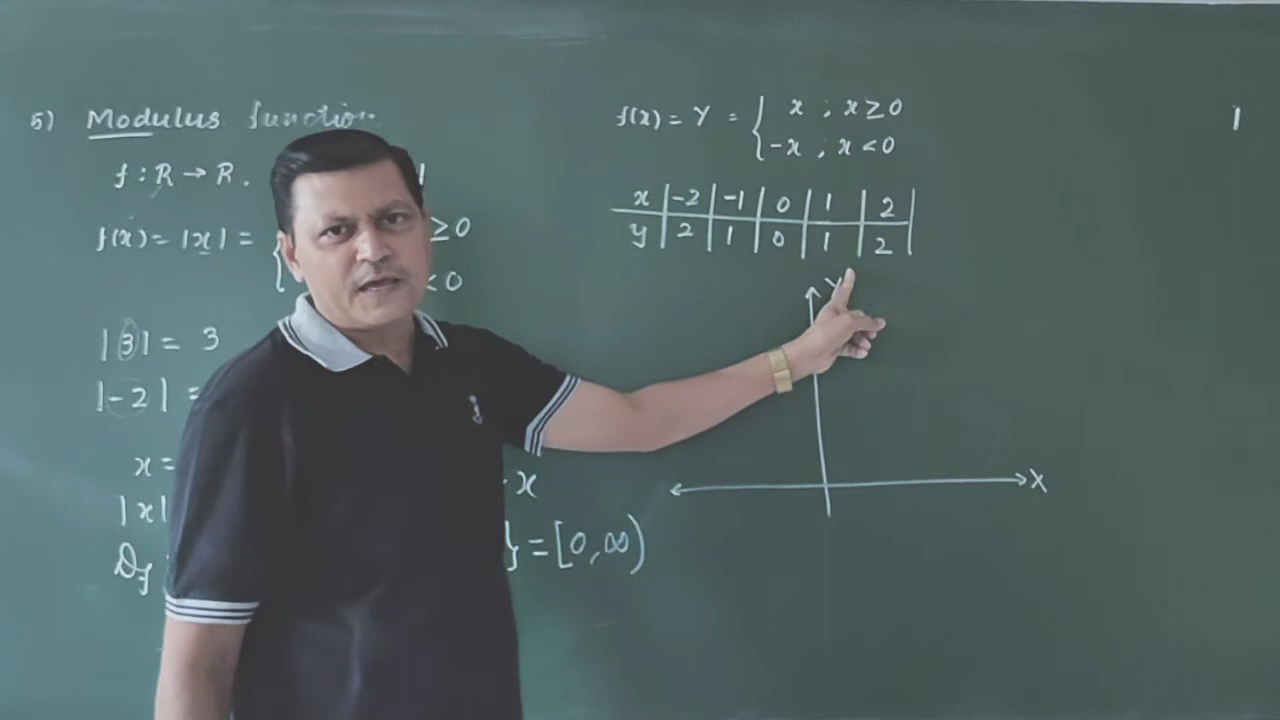 5) Modulus function
f : R → R.
f(x) = |x| =
≥ 0
< 0
|3| = 3
|-2| =
x =
x
|x|
D_f
} = [0, ∞)
f(x) = Y = { x ; x ≥ 0
-x ; x < 0
x | -2 | -1 | 0 | 1 | 2 |
y | 2 | 1 | 0 | 1 | 2 |
Y
X
1